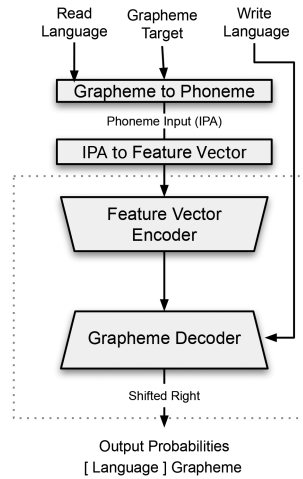 Read
Language
Grapheme
Target
Write
Language
Grapheme to Phoneme
Phoneme Input (IPA)
IPA to Feature Vector
Feature Vector
Encoder
Grapheme Decoder
Shifted Right
Output Probabilities
[ Language ] Grapheme